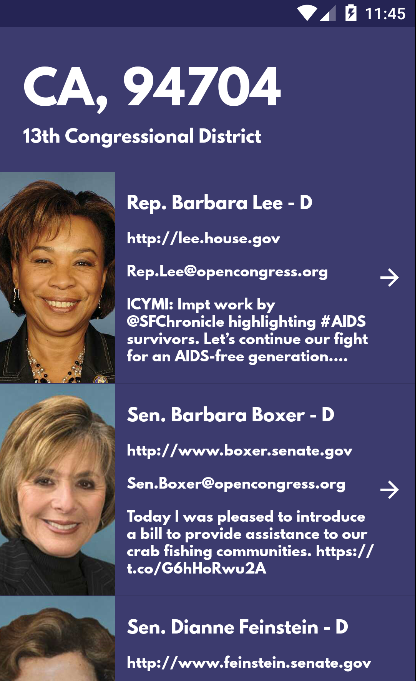 11:45
CA, 94704
13th Congressional District
Rep. Barbara Lee - D
http://lee.house.gov
Rep.Lee@opencongress.org
ICYMI: Impt work by
@SFChronicle highlighting #AIDS
survivors. Let's continue our fight
for an AIDS-free generation....
Sen. Barbara Boxer - D
http://www.boxer.senate.gov
Sen.Boxer@opencongress.org
Today I was pleased to introduce
a bill to provide assistance to our
crab fishing communities. https://
t.co/G6hHoRwu2A
Sen. Dianne Feinstein - D
http://www.feinstein.senate.gov